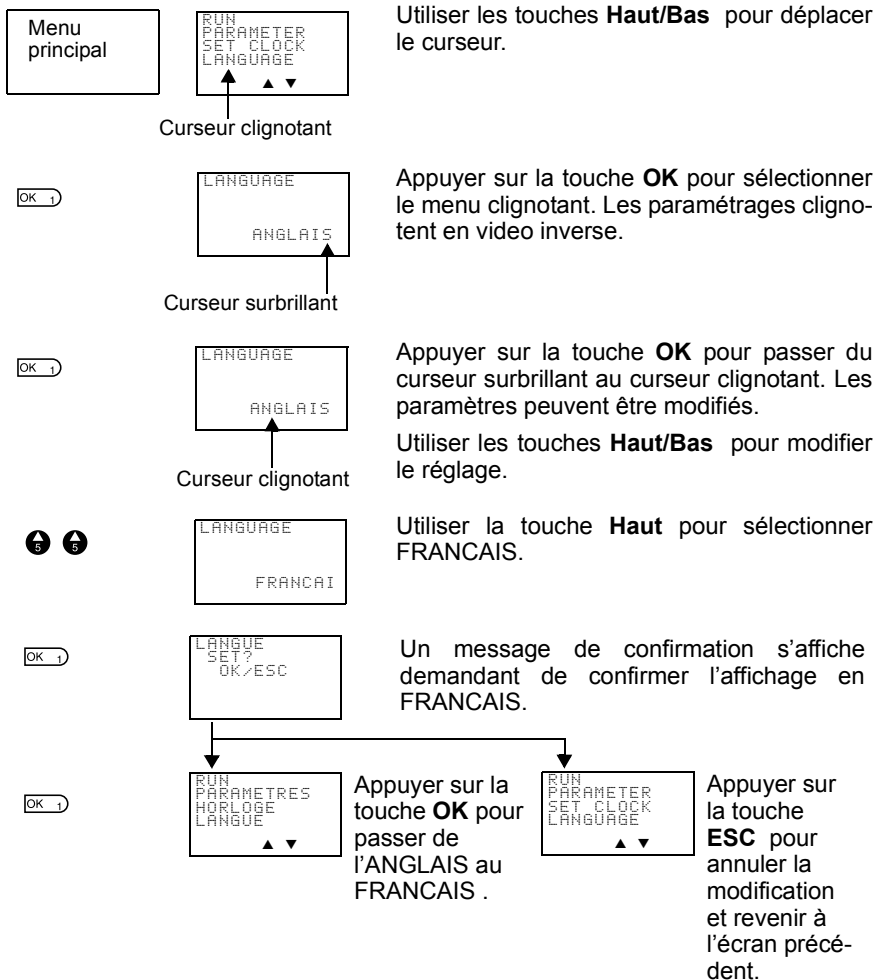 Menu
principal
RUN
PARAMETER
SET CLOCK
LANGUAGE
▲ ▼
Curseur clignotant
Utiliser les touches Haut/Bas pour déplacer
le curseur.
OK 1
LANGUAGE
ANGLAIS
Curseur surbrillant
Appuyer sur la touche OK pour sélectionner
le menu clignotant. Les paramétrages cligno-
tent en video inverse.
OK 1
LANGUAGE
ANGLAIS
Curseur clignotant
Appuyer sur la touche OK pour passer du
curseur surbrillant au curseur clignotant. Les
paramètres peuvent être modifiés.
Utiliser les touches Haut/Bas pour modifier
le réglage.
5 5
LANGUAGE
FRANCAI
Utiliser la touche Haut pour sélectionner
FRANCAIS.
OK 1
LANGUE
SET?
OK/ESC
Un message de confirmation s’affiche
demandant de confirmer l’affichage en
FRANCAIS.
OK 1
RUN
PARAMETRES
HORLOGE
LANGUE
▲ ▼
Appuyer sur la
touche OK pour
passer de
l’ANGLAIS au
FRANCAIS .
RUN
PARAMETER
SET CLOCK
LANGUAGE
▲ ▼
Appuyer sur
la touche
ESC pour
annuler la
modification
et revenir à
l’écran précé-
dent.